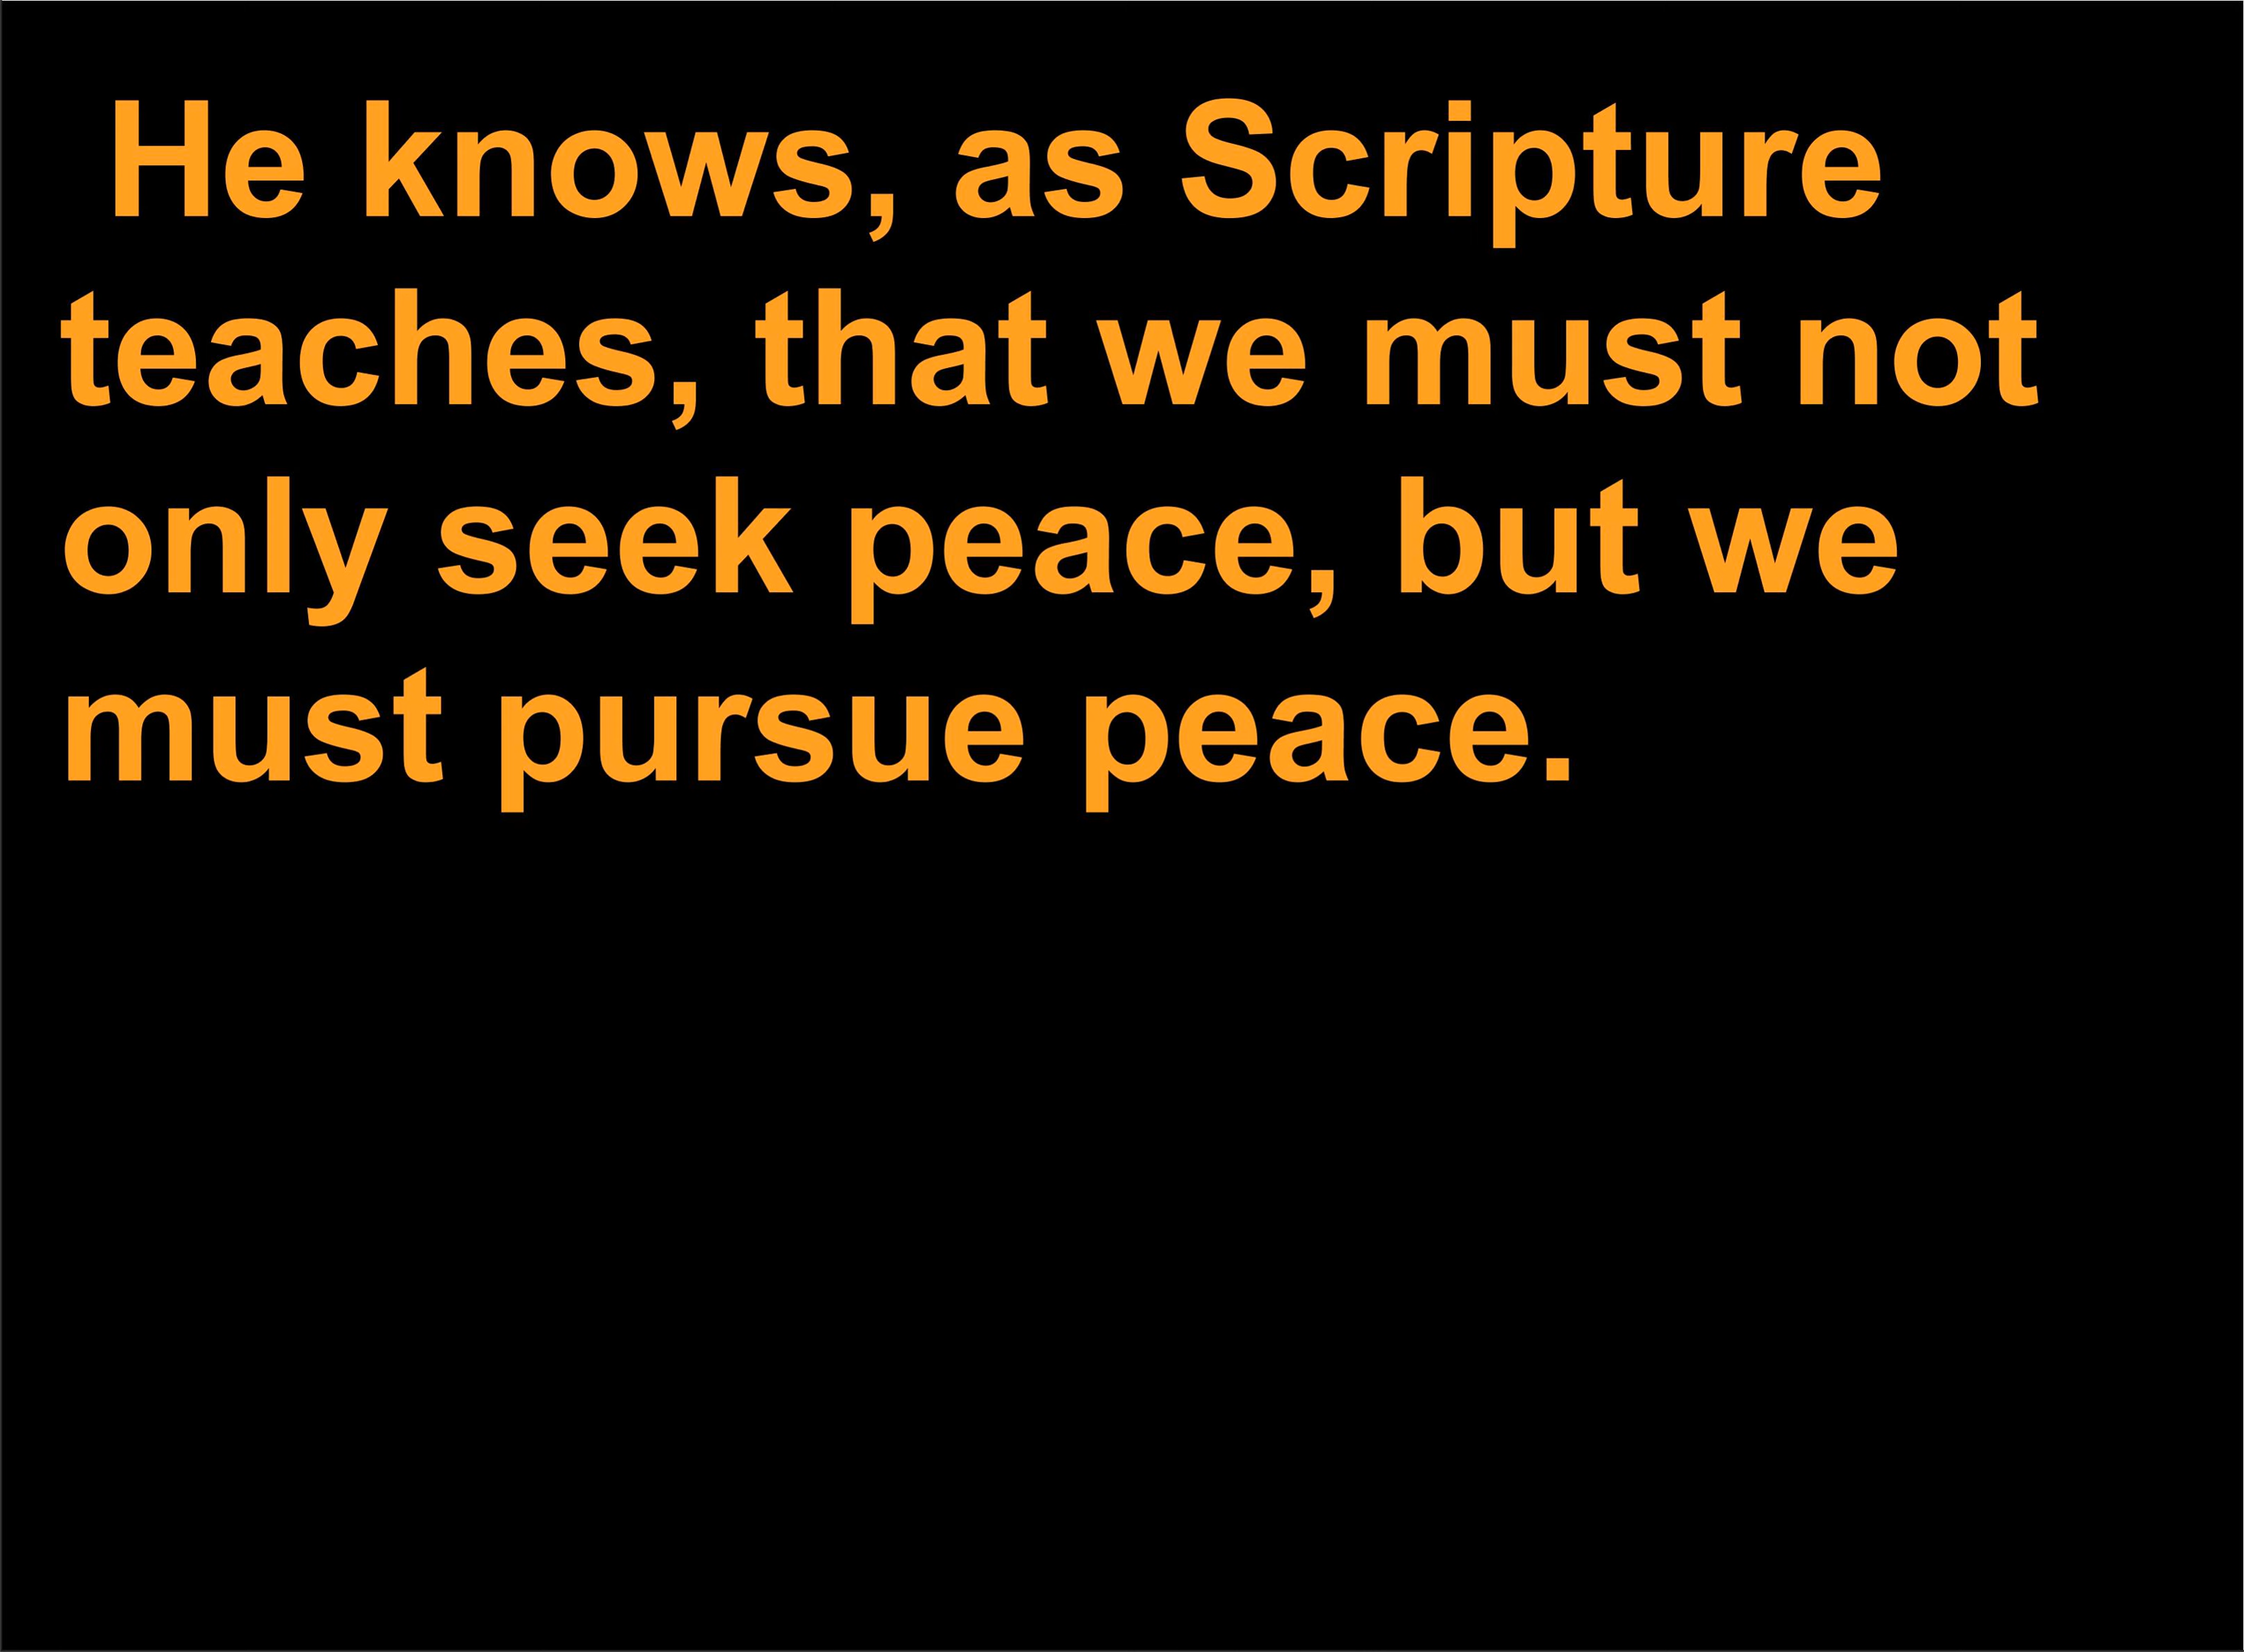 He knows, as Scripture
teaches, that we must not
only seek peace, but we
must pursue peace.